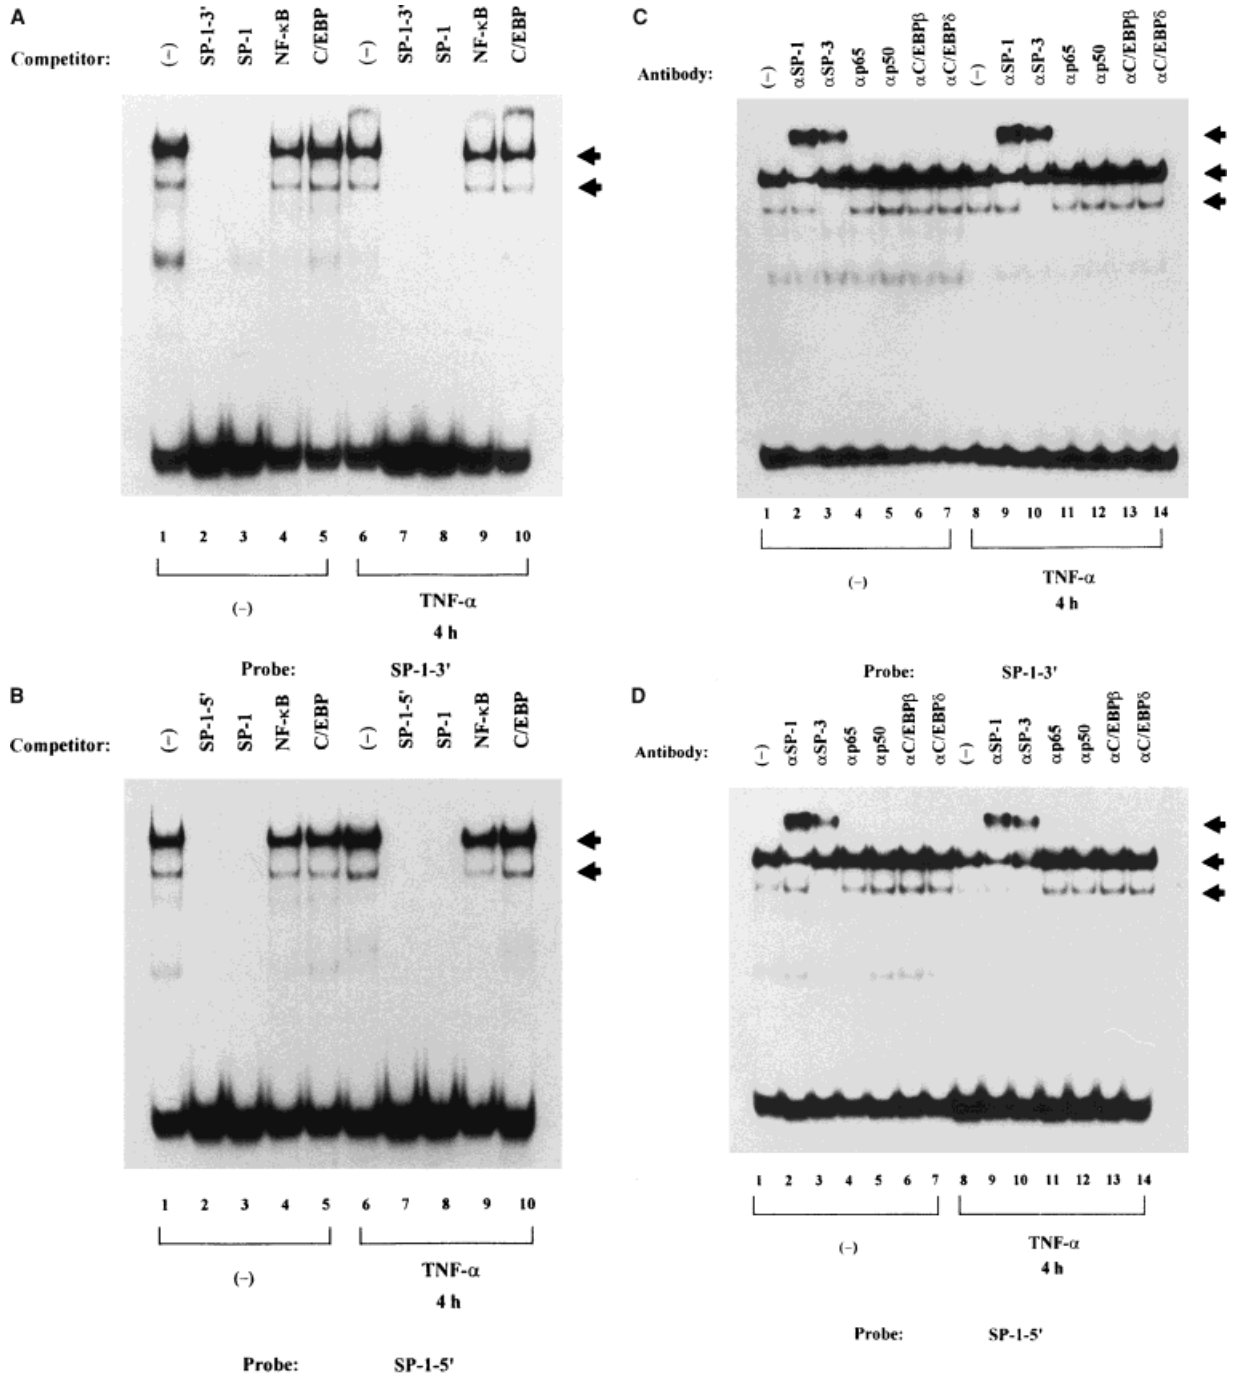 A
Competitor:
(–)
SP-1-3'
SP-1
NF-κB
C/EBP
(–)
SP-1-3'
SP-1
NF-κB
C/EBP
1 2 3 4 5 6 7 8 9 10
(–)
TNF-α
4 h
Probe: SP-1-3'
B
Competitor:
(–)
SP-1-5'
SP-1
NF-κB
C/EBP
(–)
SP-1-5'
SP-1
NF-κB
C/EBP
1 2 3 4 5 6 7 8 9 10
(–)
TNF-α
4 h
Probe: SP-1-5'
C
Antibody:
(–)
αSP-1
αSP-3
αp65
αp50
αC/EBPβ
αC/EBPδ
(–)
αSP-1
αSP-3
αp65
αp50
αC/EBPβ
αC/EBPδ
1 2 3 4 5 6 7 8 9 10 11 12 13 14
(–)
TNF-α
4 h
Probe: SP-1-3'
D
Antibody:
(–)
αSP-1
αSP-3
αp65
αp50
αC/EBPβ
αC/EBPδ
(–)
αSP-1
αSP-3
αp65
αp50
αC/EBPβ
αC/EBPδ
1 2 3 4 5 6 7 8 9 10 11 12 13 14
(–)
TNF-α
4 h
Probe: SP-1-5'